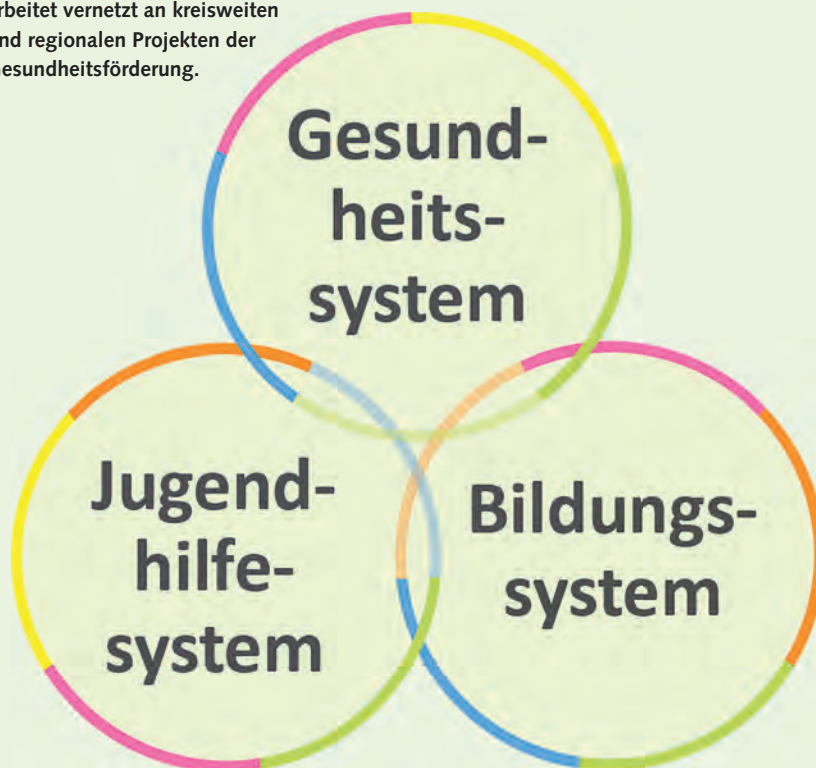 rbeitet vernetzt an kreisweiten
nd regionalen Projekten der
esundheitsförderung.
Gesund-
heits-
system
Jugend-
hilfe-
system
Bildungs-
system